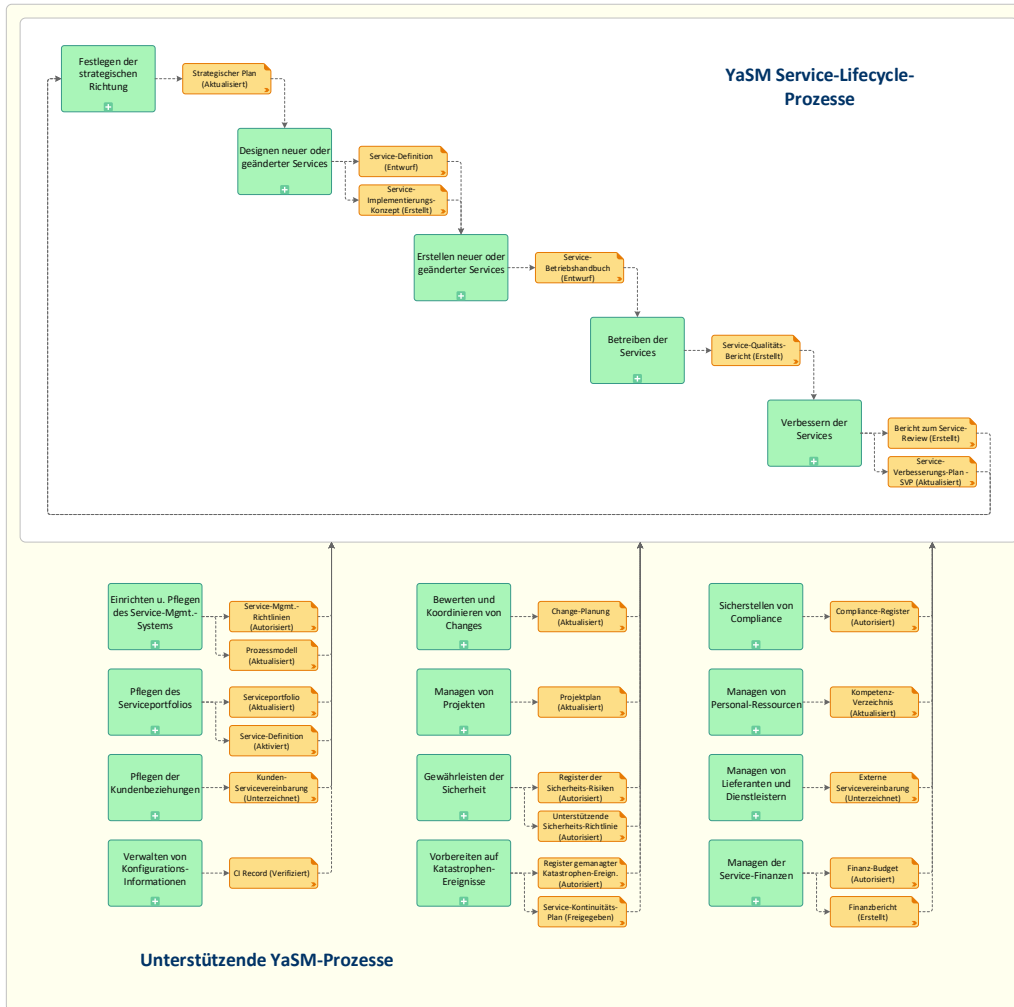 Festlegen der
strategischen
Richtung
Strategischer Plan
(Aktualisiert)
YaSM Service-Lifecycle-
Prozesse
Designen neuer oder
geänderter Services
Service-Definition
(Entwurf)
Service-
Implementierungs-
Konzept (Erstellt)
Erstellen neuer oder
geänderter Services
Service-
Betriebshandbuch
(Entwurf)
Betreiben der
Services
Service-Qualitäts-
Bericht (Erstellt)
Verbessern der
Services
Bericht zum Service-
Review (Erstellt)
Service-
Verbesserungs-Plan -
SVP (Aktualisiert)
Einrichten u. Pflegen
des Service-Mgmt.-
Systems
Service-Mgmt.-
Richtlinien
(Autorisiert)
Prozessmodell
(Aktualisiert)
Pflegen des
Serviceportfolios
Serviceportfolio
(Aktualisiert)
Service-Definition
(Aktiviert)
Pflegen der
Kundenbeziehungen
Kunden-
Servicevereinbarung
(Unterzeichnet)
Verwalten von
Konfigurations-
Informationen
CI Record (Verifiziert)
Bewerten und
Koordinieren von
Changes
Change-Planung
(Aktualisiert)
Managen von
Projekten
Projektplan
(Aktualisiert)
Gewährleisten der
Sicherheit
Register der
Sicherheits-Risiken
(Autorisiert)
Unterstützende
Sicherheits-Richtlinie
(Autorisiert)
Vorbereiten auf
Katastrophen-
Ereignisse
Register gemanagter
Katastrophen-Ereign.
(Autorisiert)
Service-Kontinuitäts-
Plan (Freigegeben)
Sicherstellen von
Compliance
Compliance-Register
(Autorisiert)
Managen von
Personal-Ressourcen
Kompetenz-
Verzeichnis
(Aktualisiert)
Managen von
Lieferanten und
Dienstleistern
Externe
Servicevereinbarung
(Unterzeichnet)
Managen der
Service-Finanzen
Finanz-Budget
(Autorisiert)
Finanzbericht
(Erstellt)
Unterstützende YaSM-Prozesse